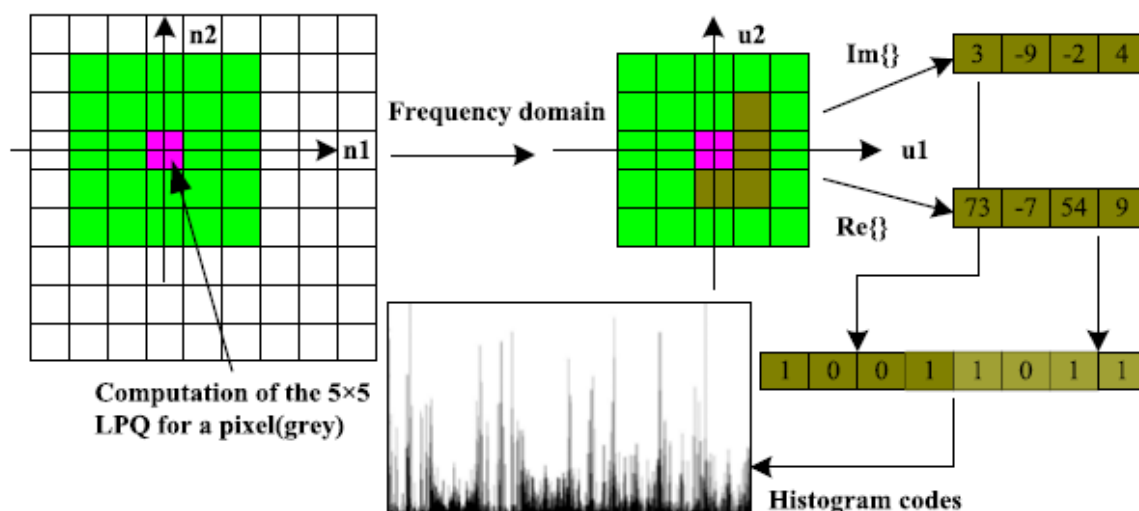 n2
n1
Computation of the 5×5
LPQ for a pixel(grey)
Frequency domain
u2
u1
Im{}
3 -9 -2 4
Re{}
73 -7 54 9
1 0 0 1 1 0 1 1
Histogram codes